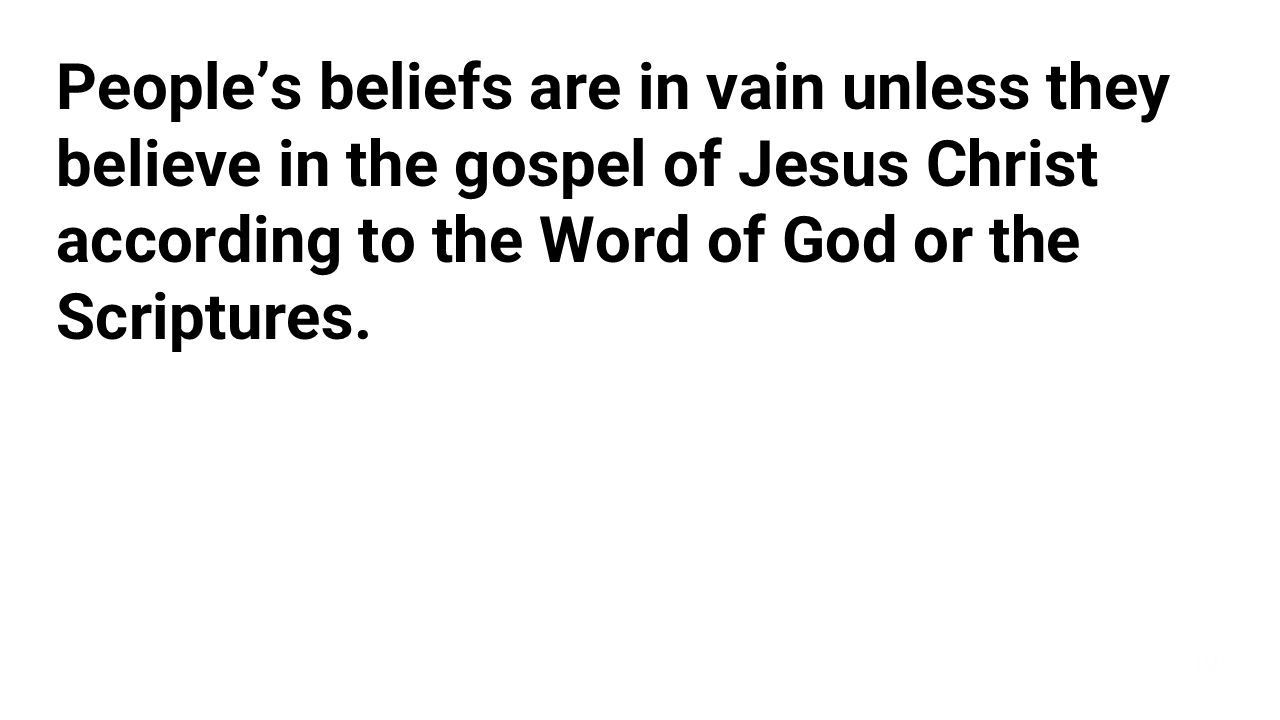 People’s beliefs are in vain unless they
believe in the gospel of Jesus Christ
according to the Word of God or the
Scriptures.